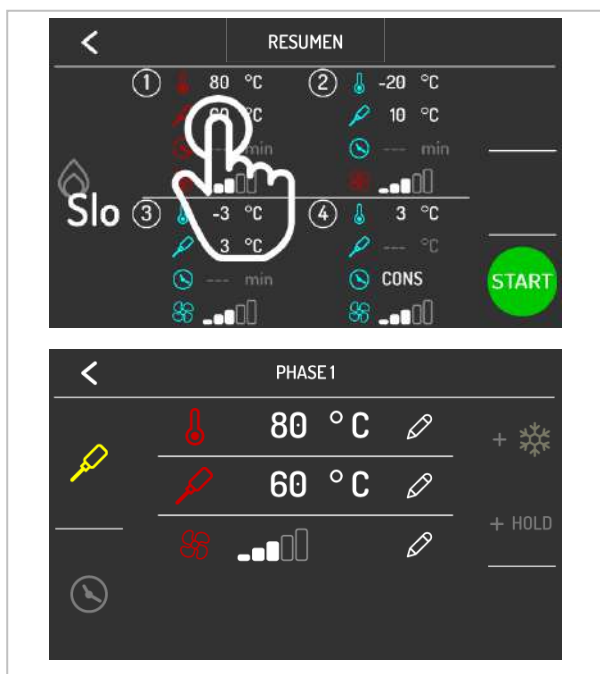 RESUMEN
1 80 °C 2 -20 °C
60 °C 10 °C
--- min --- min
Slo 3 -3 °C 4 3 °C
3 °C --- °C
--- min CONS START
PHASE 1
80 °C
+
60 °C
+ HOLD